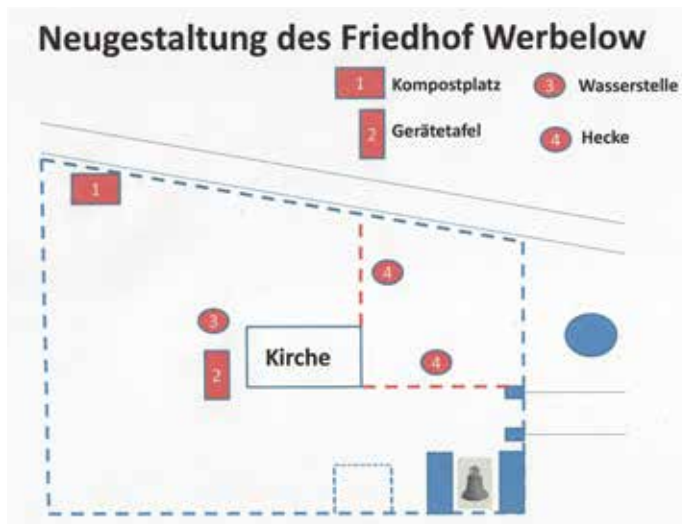 Neugestaltung des Friedhof Werbelow
1 Kompostplatz 3 Wasserstelle
2 Gerätetafel 4 Hecke
1
4
3
Kirche
4
2